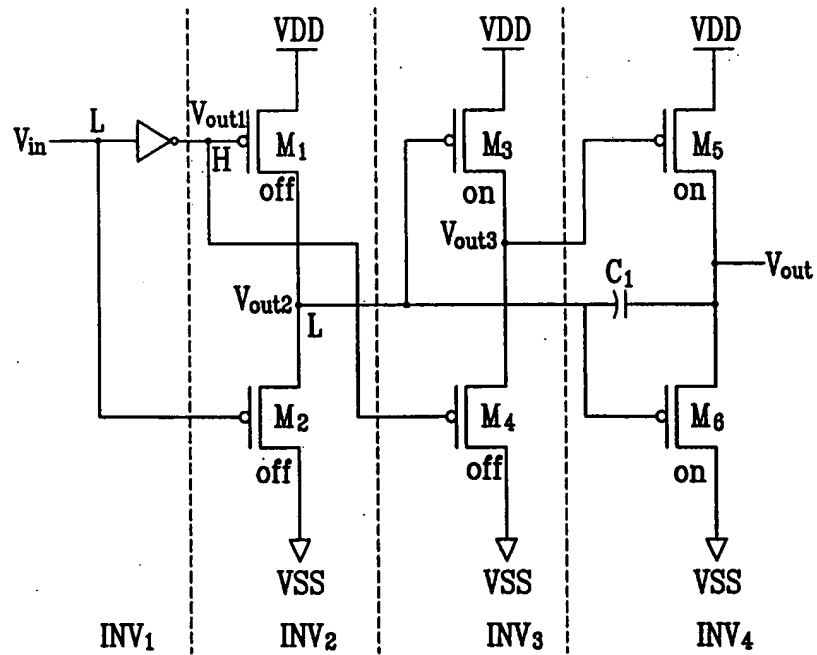 VDD VDD VDD
L Vout1
Vin H M1 M3 M5
off on on
Vout3
Vout
C1
Vout2
L
M2 M4 M6
off off on
VSS VSS VSS
INV1 INV2 INV3 INV4